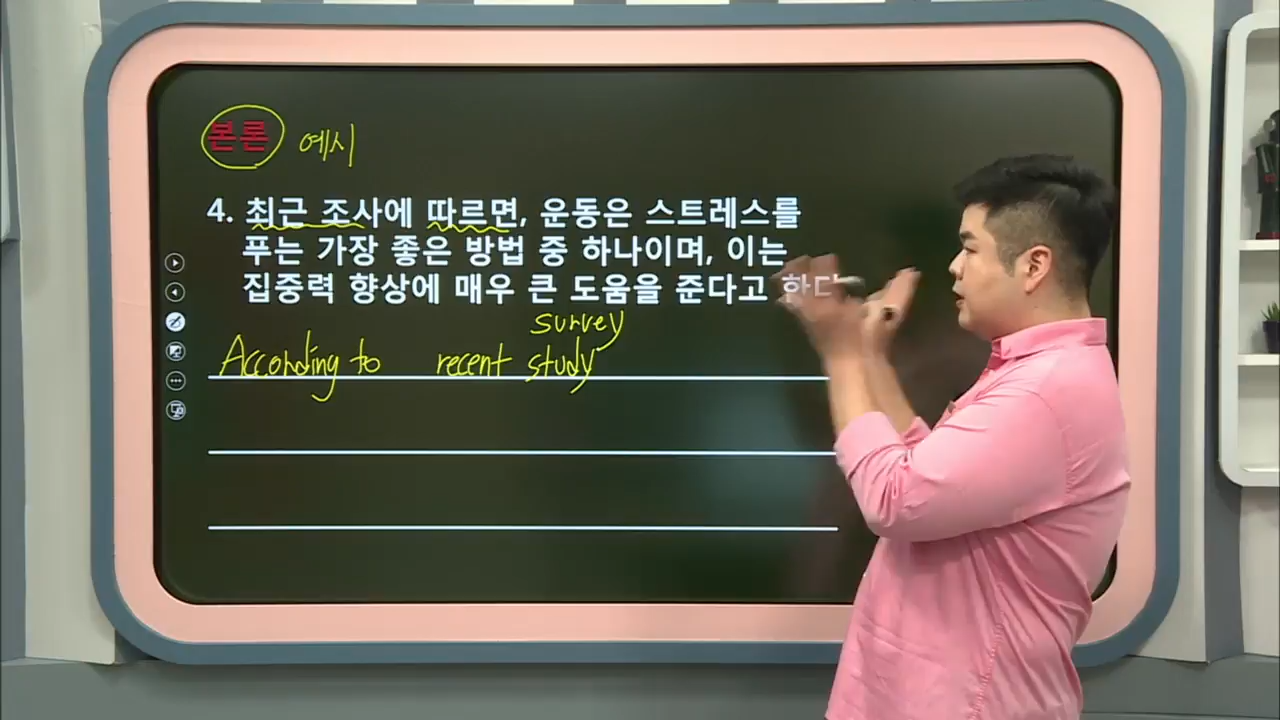 본론 예시
4. 최근 조사에 따르면, 운동은 스트레스를
푸는 가장 좋은 방법 중 하나이며, 이는
집중력 향상에 매우 큰 도움을 준다고 한다
survey
According to recent study